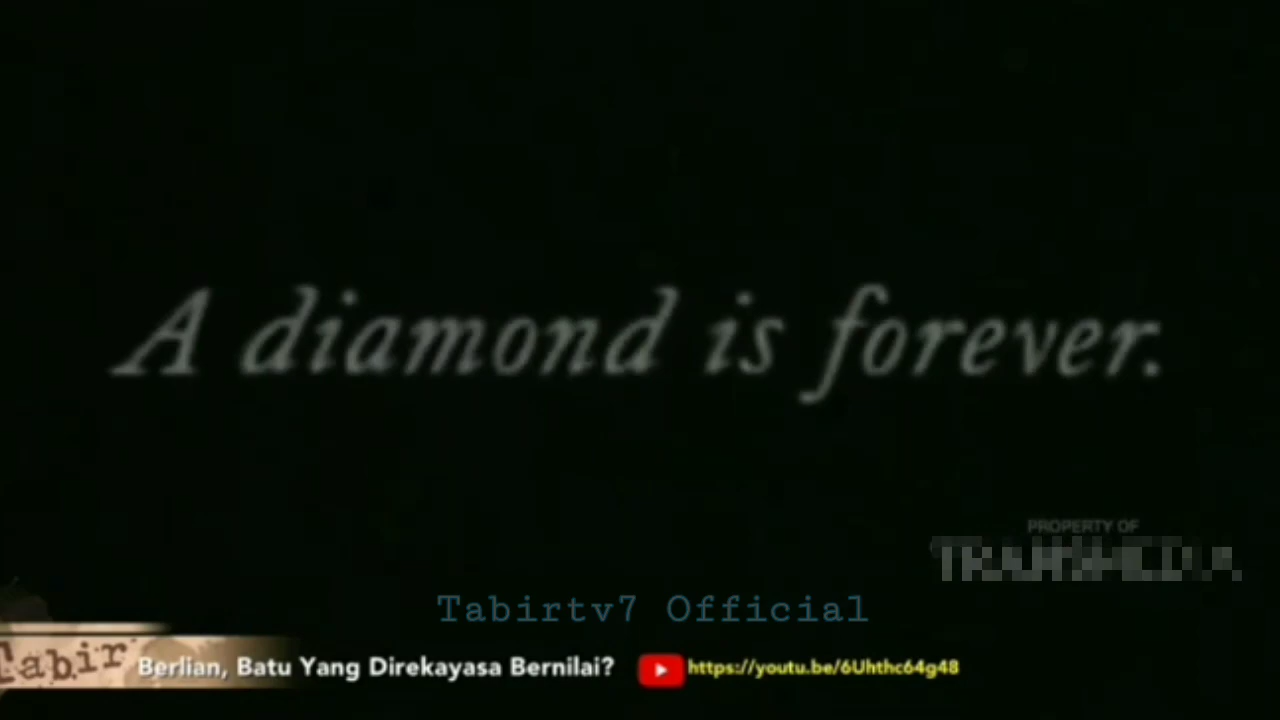 A diamond is forever.
PROPERTY OF
Tabirtv7 Official
Tabir
Berlian, Batu Yang Direkayasa Bernilai?
https://youtu.be/6Uhthc64g48